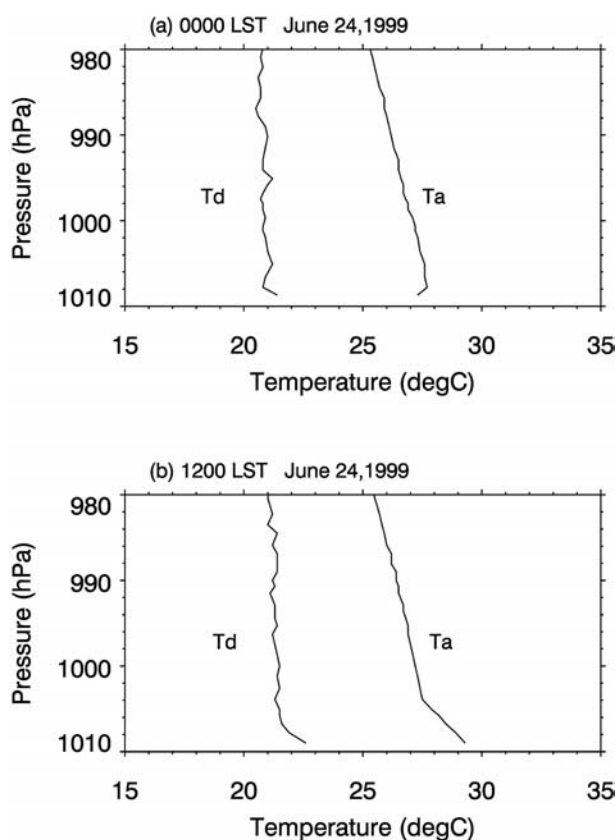 (a) 0000 LST June 24,1999
980
990
1000
1010
Pressure (hPa)
Td
Ta
15 20 25 30 35
Temperature (degC)
(b) 1200 LST June 24,1999
980
990
1000
1010
Pressure (hPa)
Td
Ta
15 20 25 30 35
Temperature (degC)